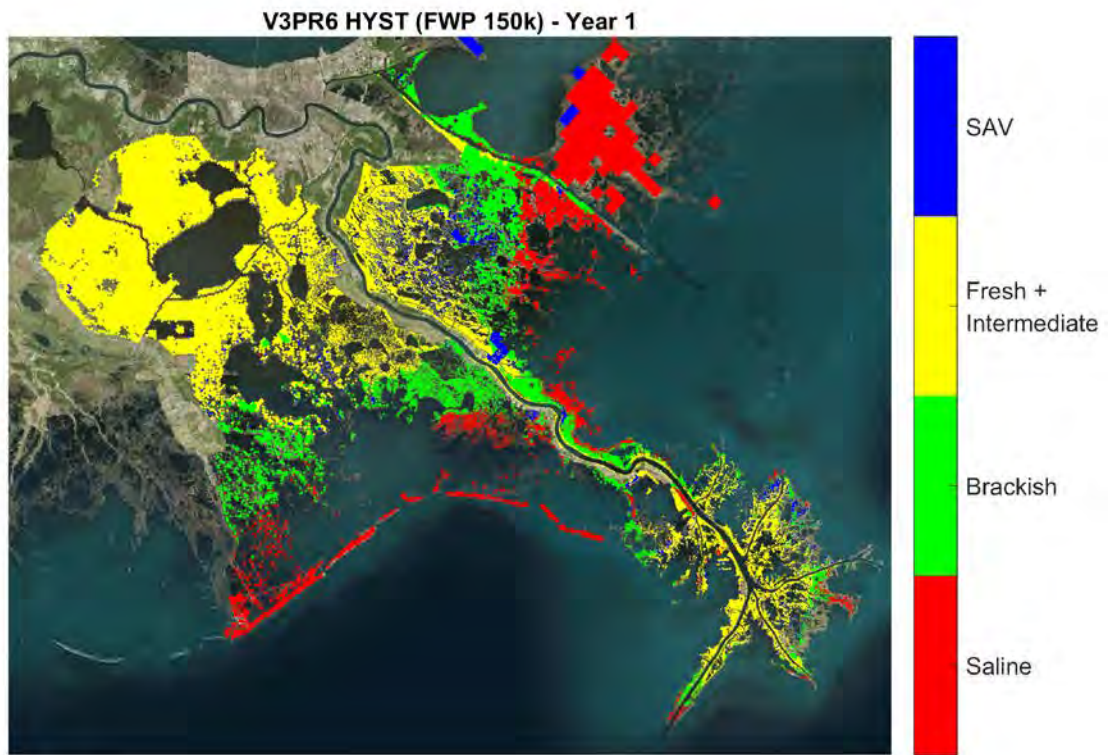 V3PR6 HYST (FWP 150k) - Year 1
SAV
Fresh +
Intermediate
Brackish
Saline